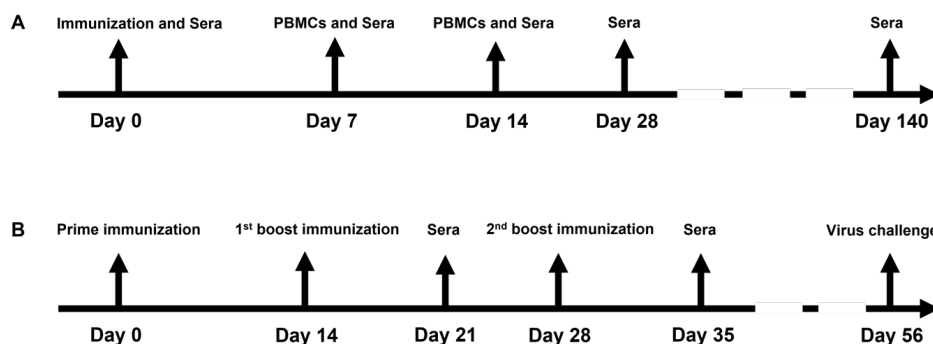 A
Immunization and Sera PBMCs and Sera PBMCs and Sera Sera Sera
Day 0 Day 7 Day 14 Day 28 Day 140
B
Prime immunization 1st boost immunization Sera 2nd boost immunization Sera Virus challenge
Day 0 Day 14 Day 21 Day 28 Day 35 Day 56